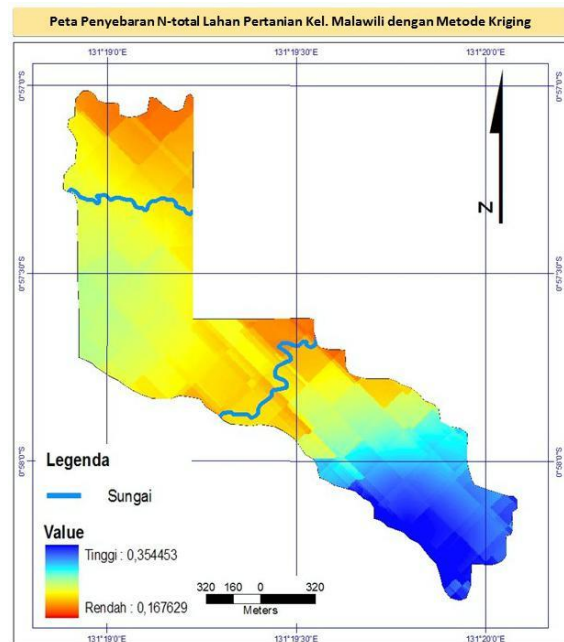 Peta Penyebaran N-total Lahan Pertanian Kel. Malawili dengan Metode Kriging
131°19'0"E
131°19'30"E
131°20'0"E
0°57'0"S
0°57'0"S
N
0°57'30"S
0°57'30"S
0°58'0"S
0°58'0"S
Legenda
Sungai
Value
Tinggi : 0,354453
Rendah : 0,167629
320 160 0 320
Meters
131°19'0"E
131°19'30"E
131°20'0"E